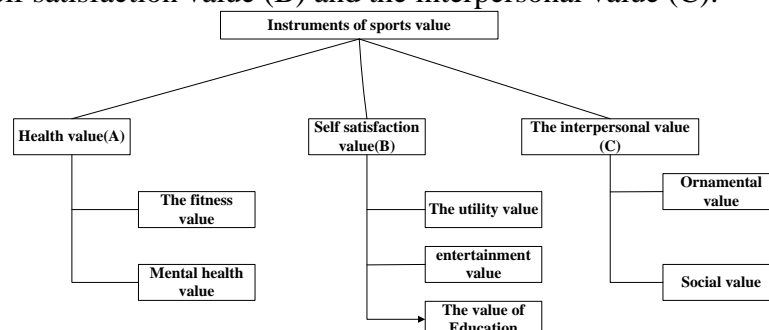 elf satisfaction value (B) and the interpersonal value (C).
Instruments of sports value
Health value(A)
Self satisfaction
value(B)
The interpersonal value
(C)
The fitness
value
Mental health
value
The utility value
entertainment
value
The value of
Education
Ornamental
value
Social value